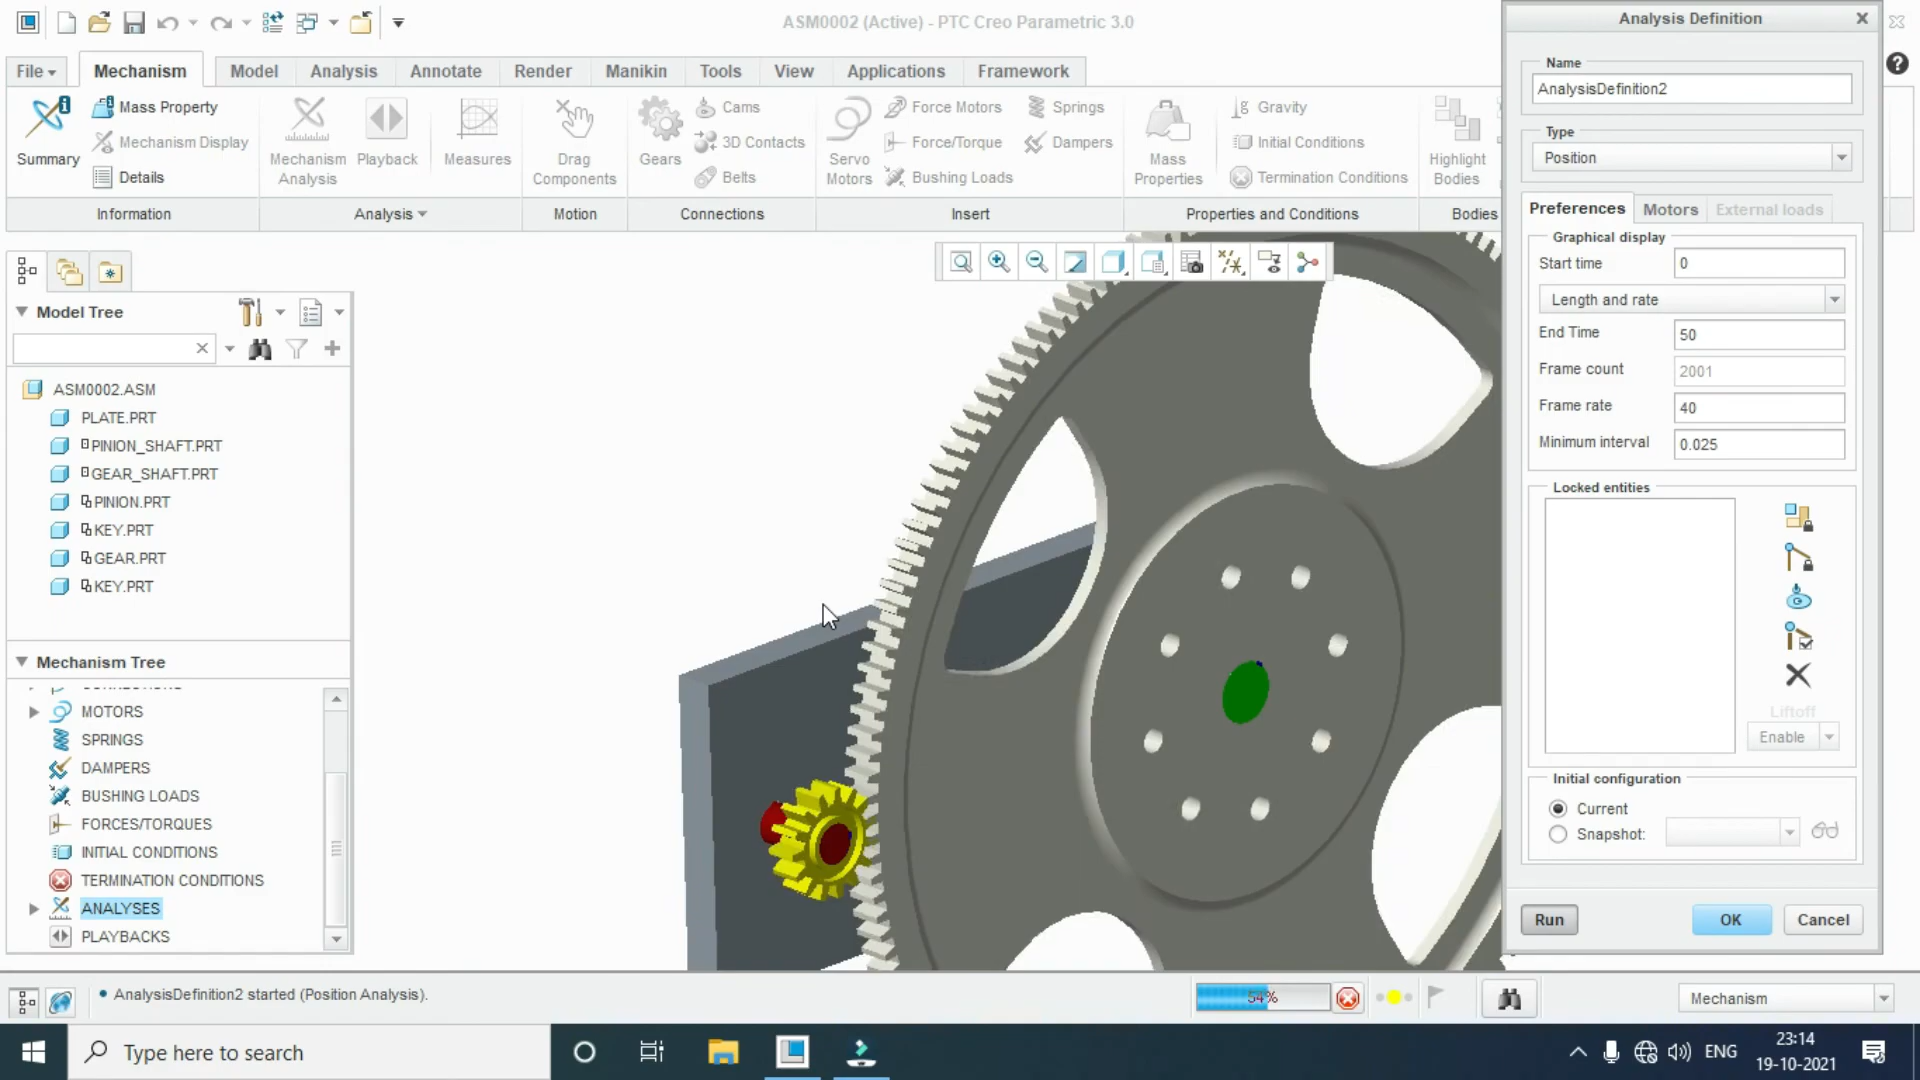 ASM0002 (Active) - PTC Creo Parametric 3.0
File
Mechanism
Model
Analysis
Annotate
Render
Manikin
Tools
View
Applications
Framework
Summary
Mass Property
Mechanism Display
Details
Information
Mechanism
Analysis
Playback
Measures
Analysis
Drag
Components
Motion
Gears
Cams
3D Contacts
Belts
Connections
Servo
Motors
Force Motors
Force/Torque
Bushing Loads
Springs
Dampers
Insert
Mass
Properties
Gravity
Initial Conditions
Termination Conditions
Properties and Conditions
Highlight
Bodies
Bodies
Model Tree
ASM0002.ASM
PLATE.PRT
PINION_SHAFT.PRT
GEAR_SHAFT.PRT
PINION.PRT
KEY.PRT
GEAR.PRT
KEY.PRT
Mechanism Tree
MOTORS
SPRINGS
DAMPERS
BUSHING LOADS
FORCES/TORQUES
INITIAL CONDITIONS
TERMINATION CONDITIONS
ANALYSES
PLAYBACKS
Analysis Definition
Name
AnalysisDefinition2
Type
Position
Preferences
Motors
External loads
Graphical display
Start time
0
Length and rate
End Time
50
Frame count
2001
Frame rate
40
Minimum interval
0.025
Locked entities
Liftoff
Enable
Initial configuration
Current
Snapshot:
Run
OK
Cancel
AnalysisDefinition2 started (Position Analysis).
54%
Mechanism
Type here to search
ENG
23:14
19-10-2021